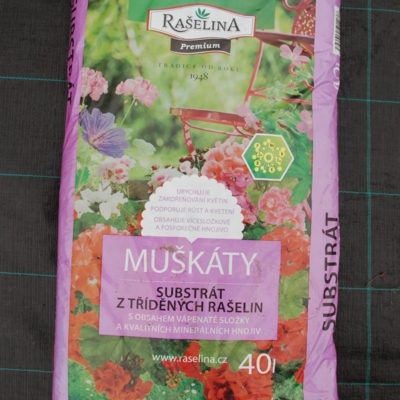 RAŠELINA
Premium
TRADICE OD ROKU
1948
URYCHLUJE
ZAKOŘEŇOVÁNÍ KVĚTIN
PODPORUJE RŮST A KVETENÍ
OBSAHUJE VÍCESLOŽKOVÉ
A FOSFOREČNÉ HNOJIVO
MUŠKÁTY
SUBSTRÁT
Z TŘÍDĚNÝCH RAŠELIN
S OBSAHEM VÁPENATÉ SLOŽKY
A KVALITNÍCH MINERÁLNÍCH HNOJIV
www.raselina.cz
40l
SUBSTRÁT